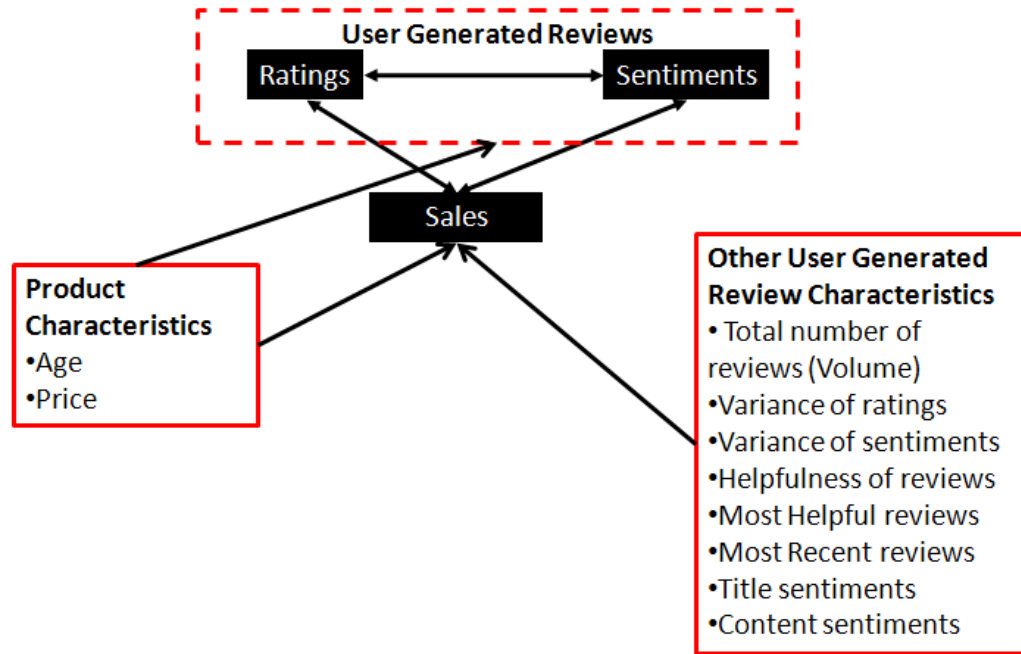 User Generated Reviews
Ratings
Sentiments
Sales
Product
Characteristics
•Age
•Price
Other User Generated
Review Characteristics
• Total number of
reviews (Volume)
•Variance of ratings
•Variance of sentiments
•Helpfulness of reviews
•Most Helpful reviews
•Most Recent reviews
•Title sentiments
•Content sentiments